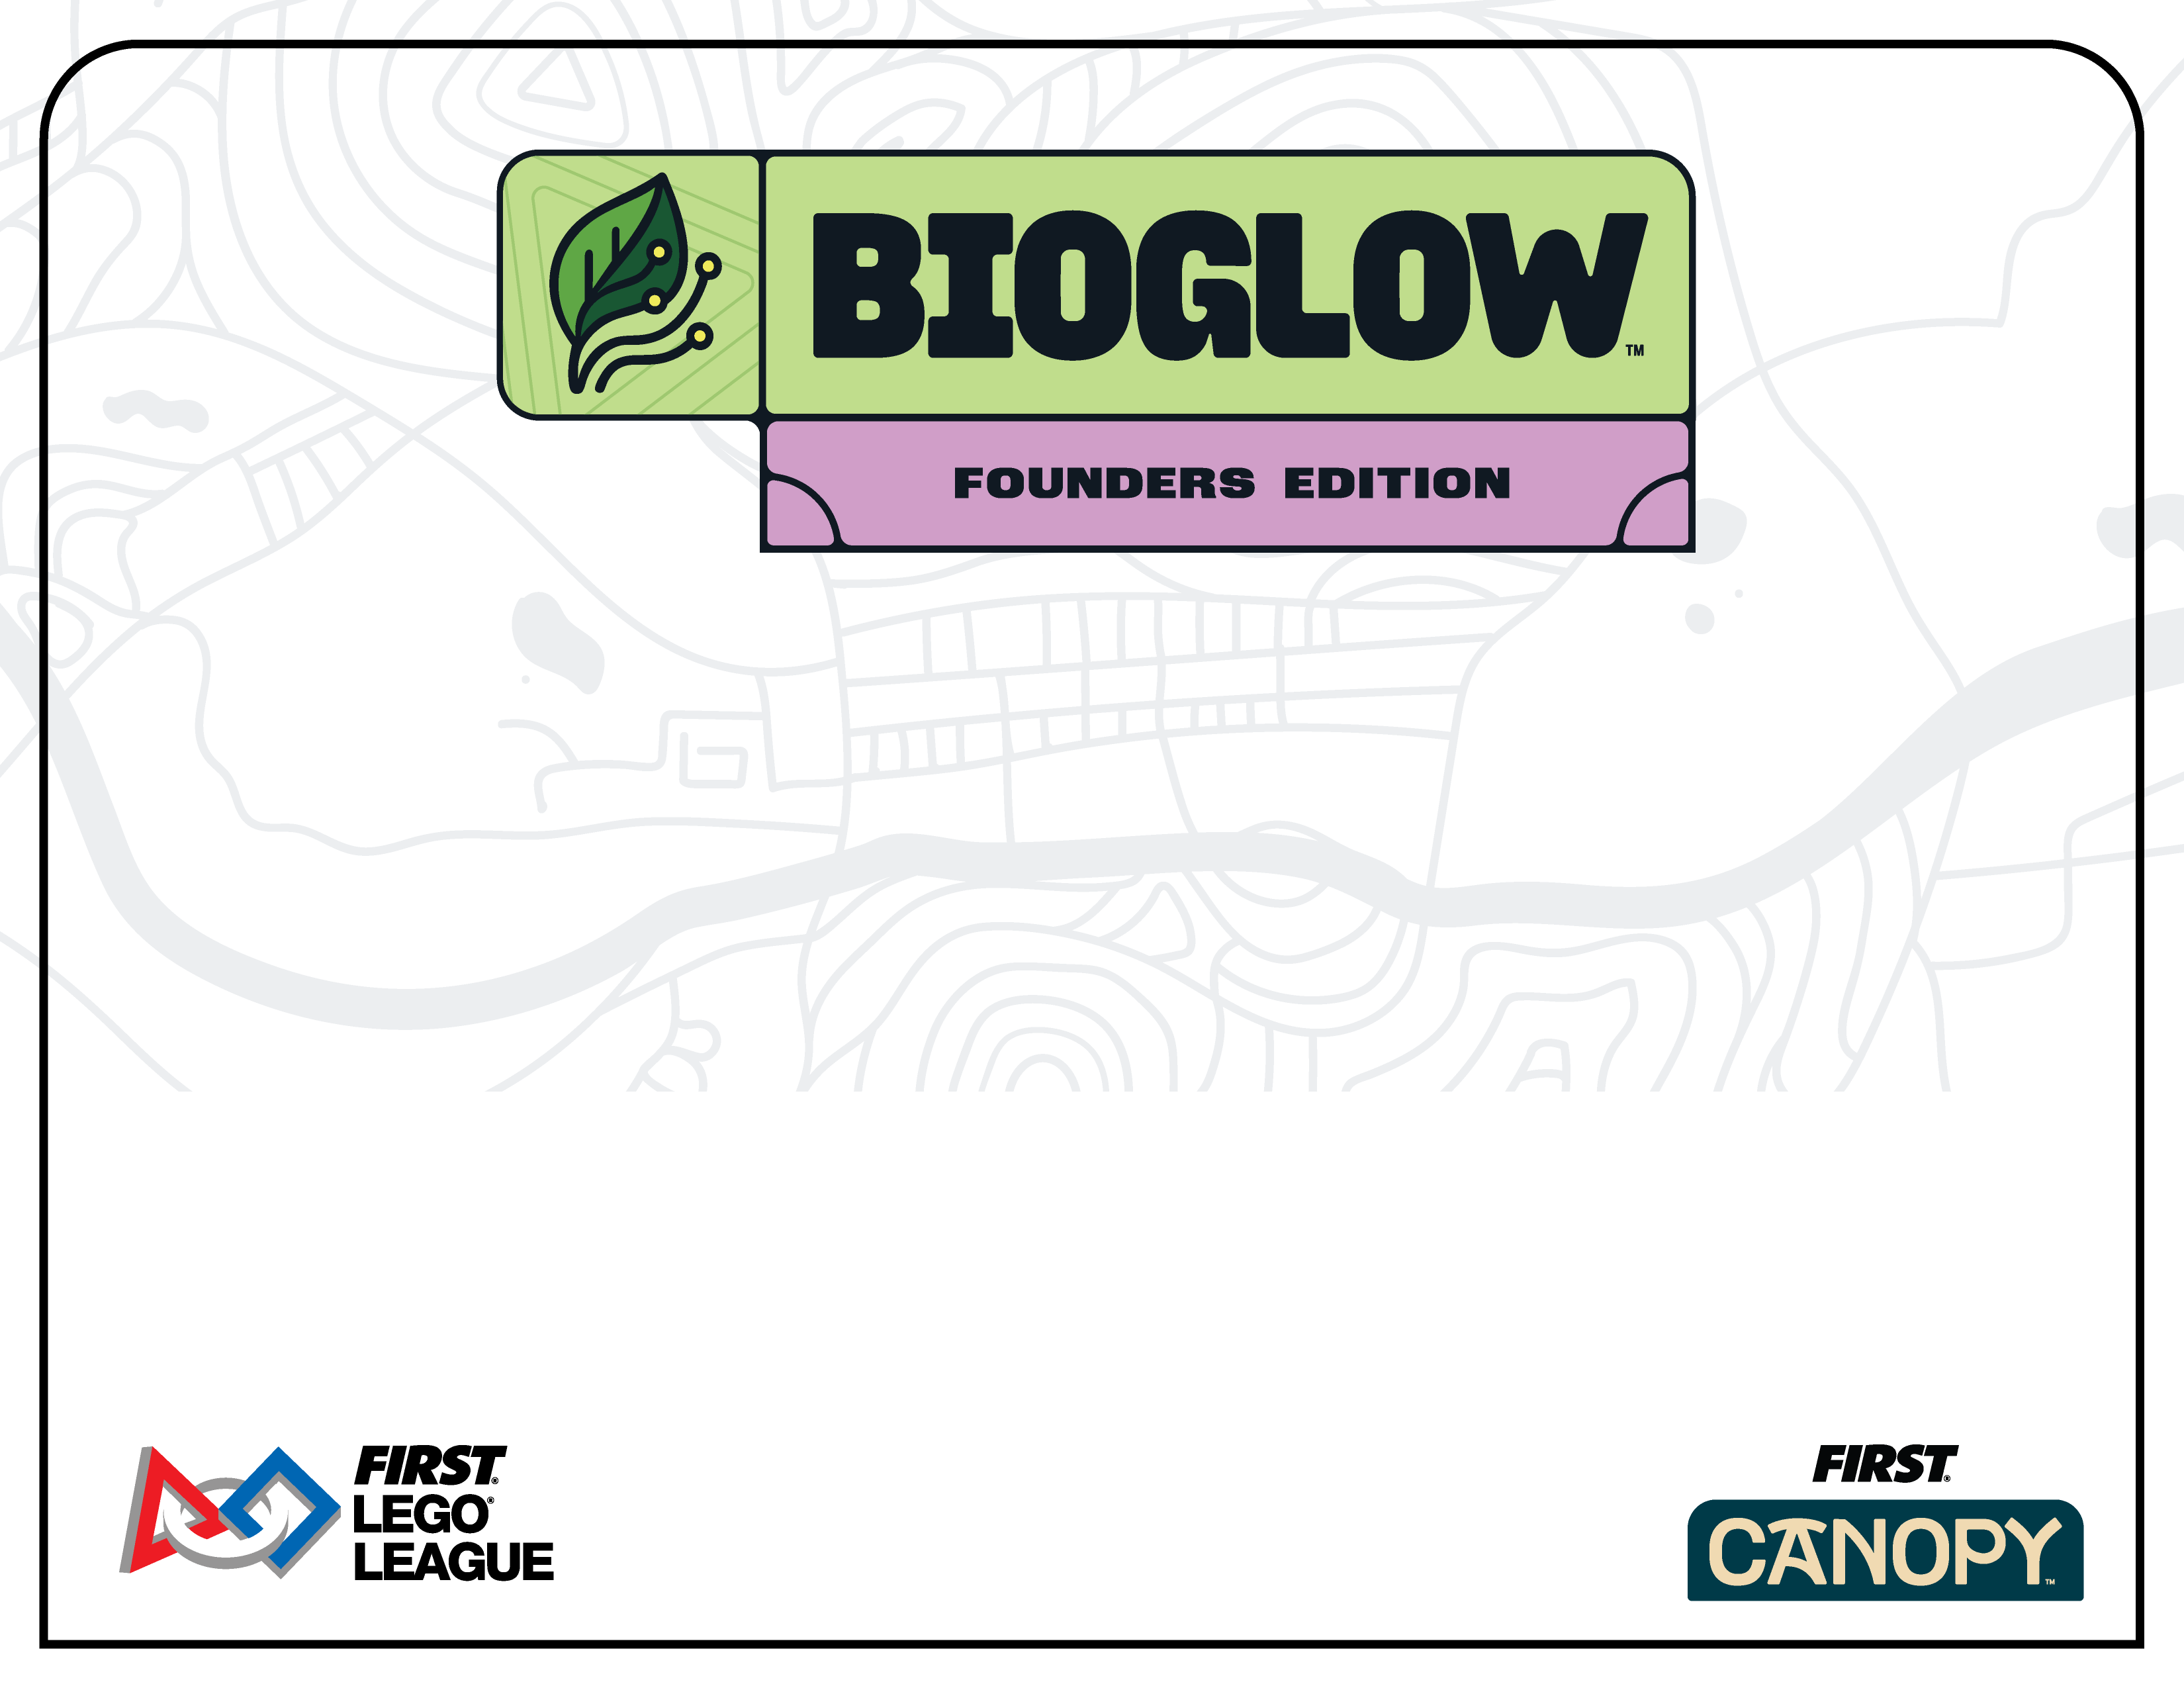 BIOGLOW™
FOUNDERS EDITION
FIRST®
LEGO®
LEAGUE
FIRST®
CANOPY™